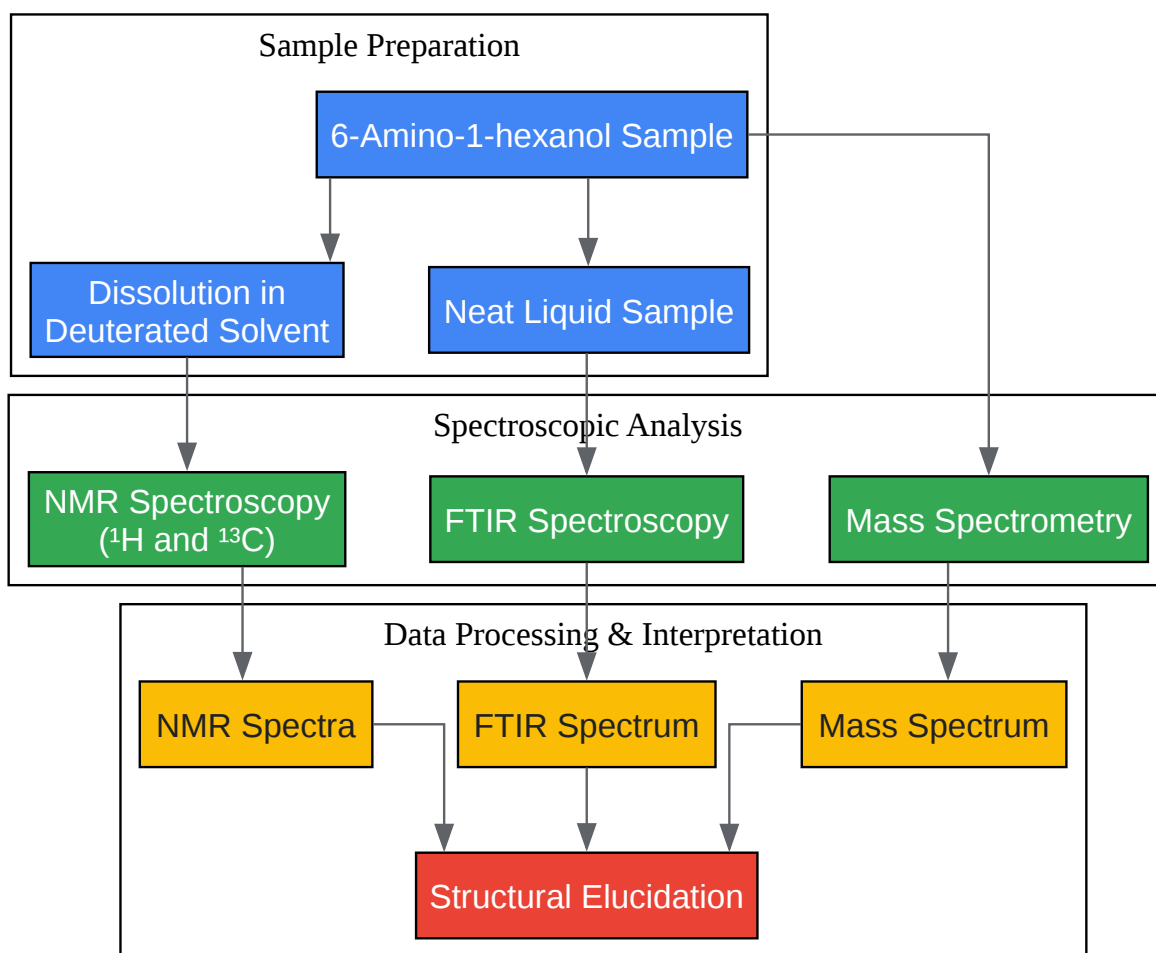 Sample Preparation
6-Amino-1-hexanol Sample
Dissolution in
Deuterated Solvent
Neat Liquid Sample
Spectroscopic Analysis
NMR Spectroscopy
(¹H and ¹³C)
FTIR Spectroscopy
Mass Spectrometry
Data Processing & Interpretation
NMR Spectra
FTIR Spectrum
Mass Spectrum
Structural Elucidation